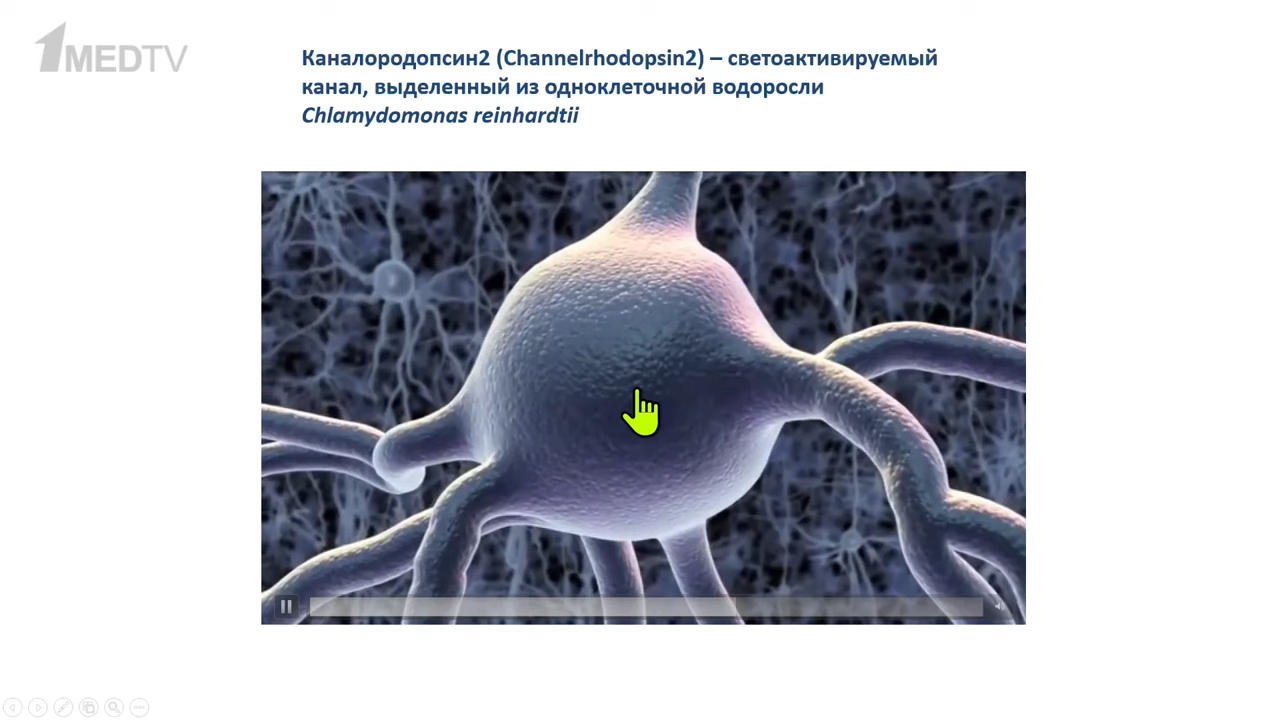 1MEDTV
Каналородопсин2 (Channelrhodopsin2) – светоактивируемый
канал, выделенный из одноклеточной водоросли
Chlamydomonas reinhardtii